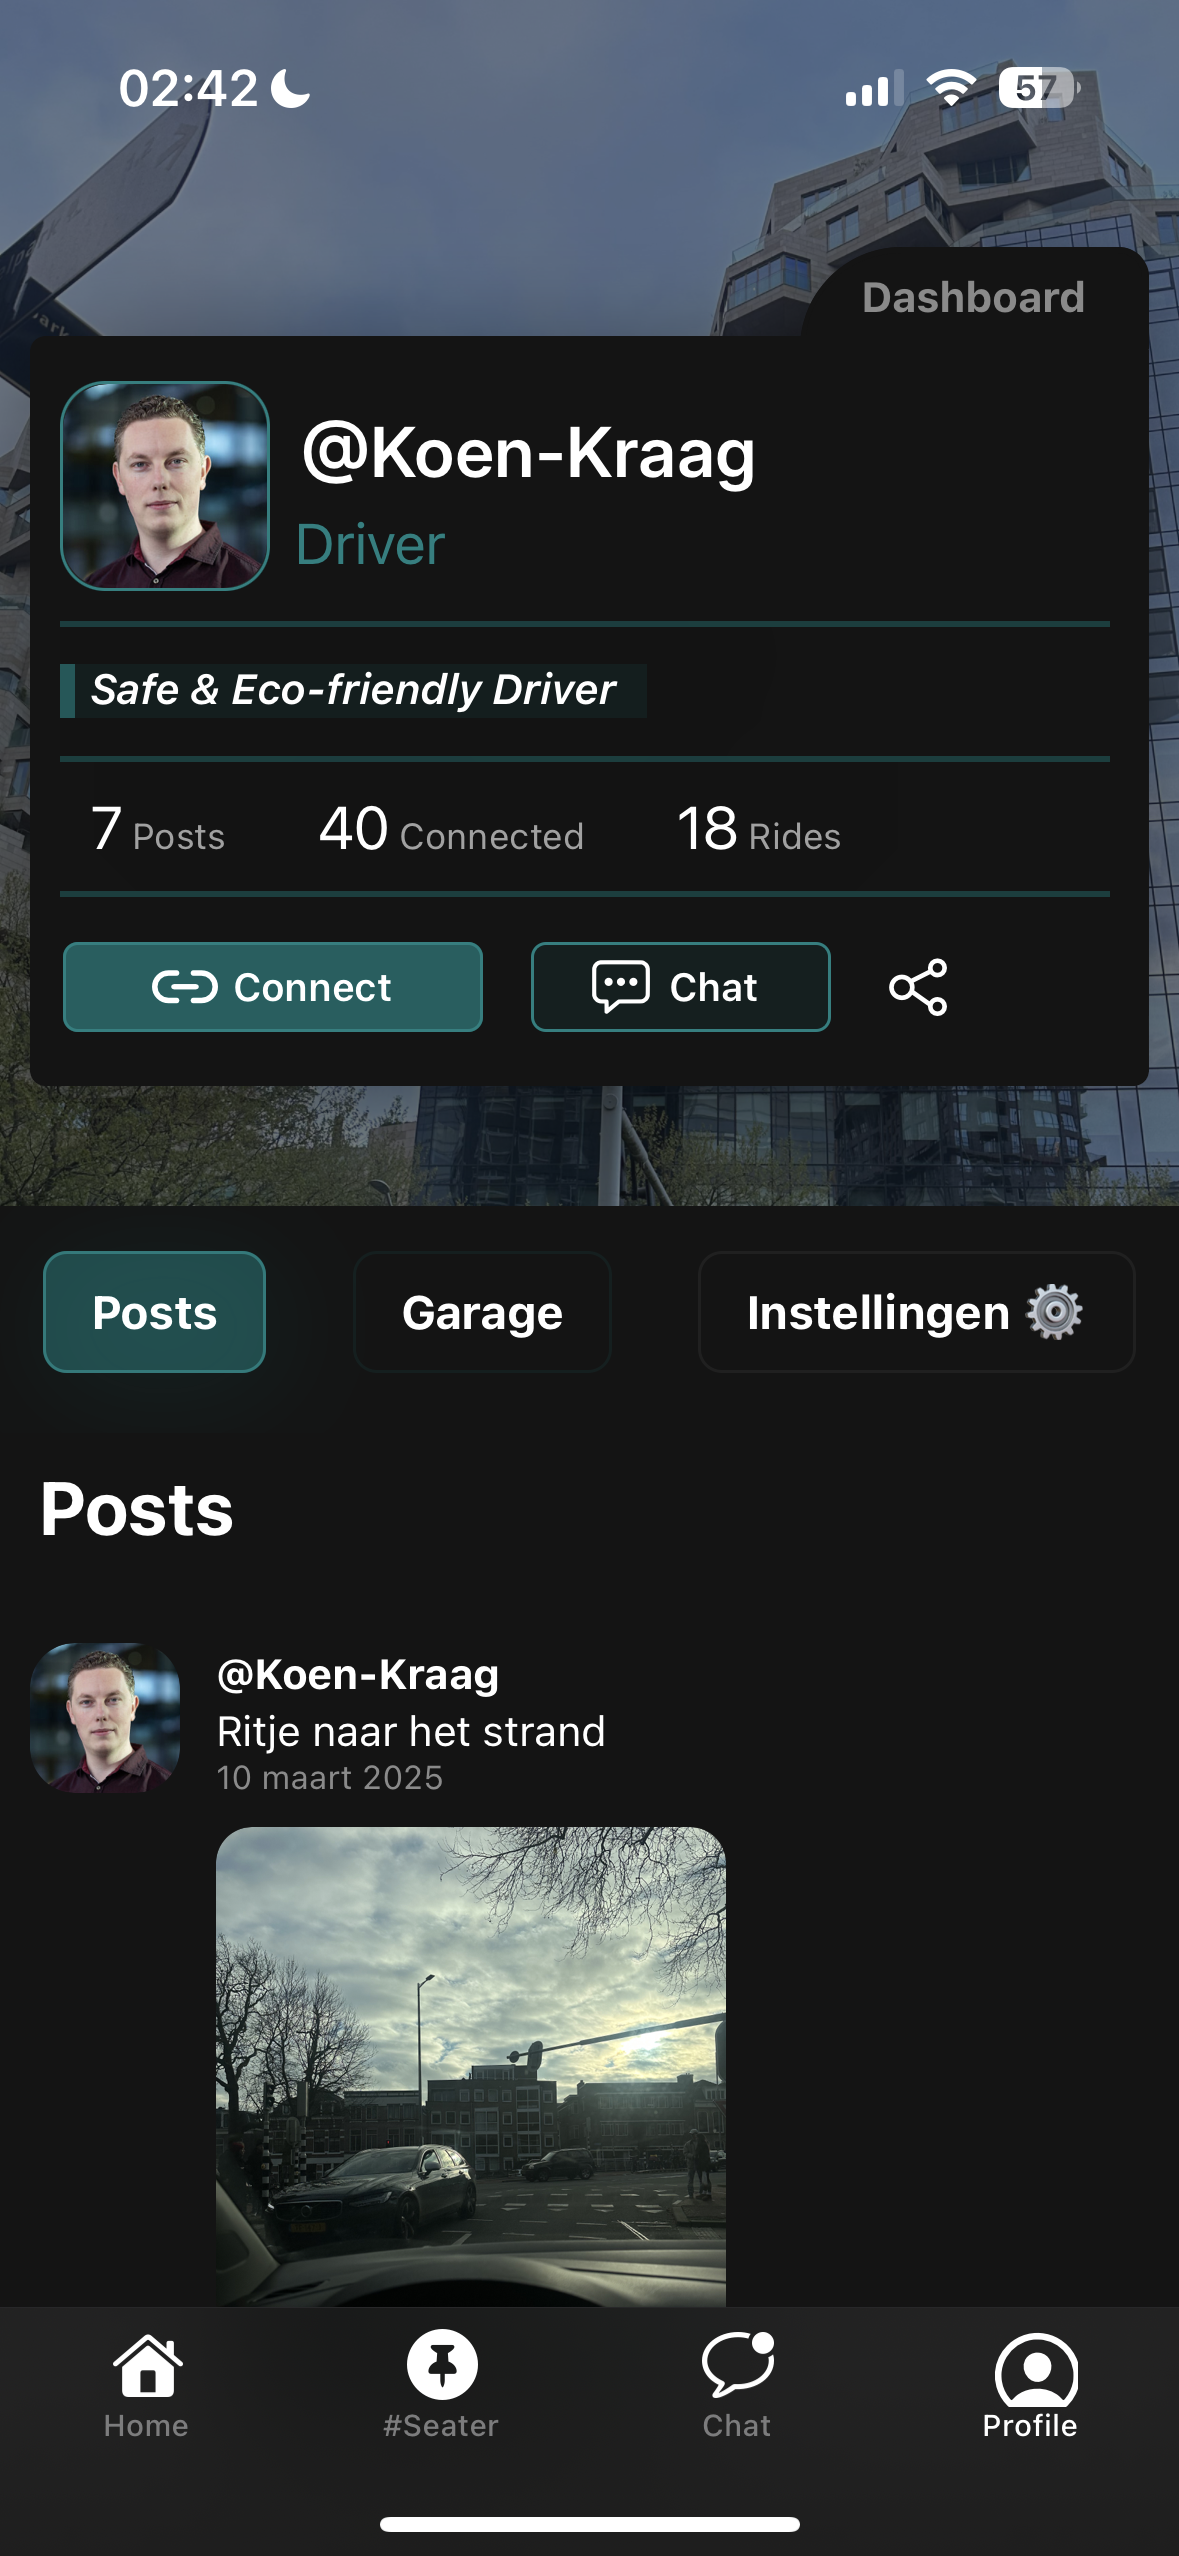 02:42
57
ark
Dashboard
@Koen-Kraag
Driver
Safe & Eco-friendly Driver
7 Posts 40 Connected 18 Rides
Connect Chat
Posts Garage Instellingen ⚙️
Posts
@Koen-Kraag
Ritje naar het strand
10 maart 2025
Home #Seater Chat Profile